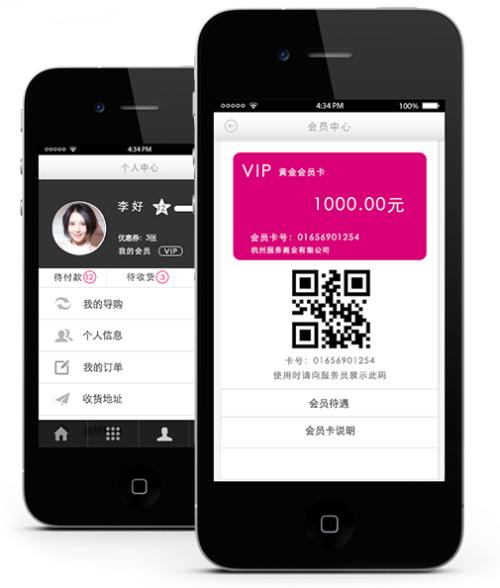 4:34 PM
个人中心
李好
优惠券: 3张
我的会员 VIP
待付款 12
待收货 3
我的导购
个人信息
我的订单
收货地址
4:34 PM 100%
会员中心
VIP 黄金会员卡
1000.00元
会员卡号: 01656901254
杭州服务商业有限公司
卡号: 01656901254
使用时请向服务员展示此码
会员待遇
会员卡说明